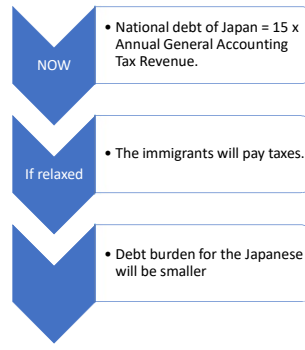 NOW
• National debt of Japan = 15 x
Annual General Accounting
Tax Revenue.
If relaxed
• The immigrants will pay taxes.
• Debt burden for the Japanese
will be smaller